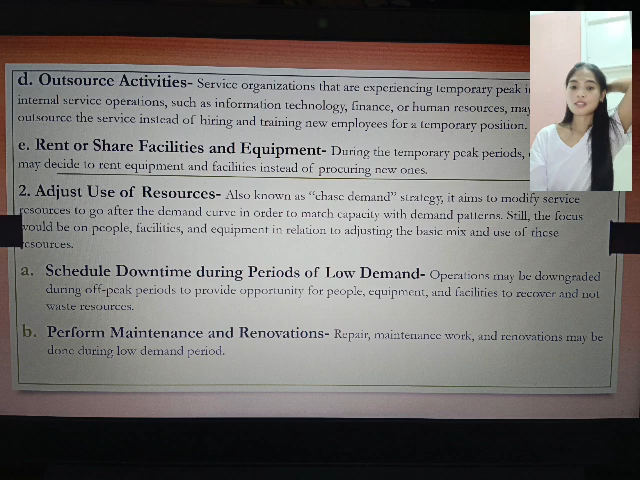 d. Outsource Activities- Service organizations that are experiencing temporary peak
internal service operations, such as information technology, finance, or human resources, may
outsource the service instead of hiring and training new employees for a temporary position.
e. Rent or Share Facilities and Equipment- During the temporary peak periods,
may decide to rent equipment and facilities instead of procuring new ones.
2. Adjust Use of Resources- Also known as "chase demand" strategy, it aims to modify service
resources to go after the demand curve in order to match capacity with demand patterns. Still, the focus
would be on people, facilities, and equipment in relation to adjusting the basic mix and use of these
resources.
a. Schedule Downtime during Periods of Low Demand- Operations may be downgraded
during off-peak periods to provide opportunity for people, equipment, and facilities to recover and not
waste resources.
b. Perform Maintenance and Renovations- Repair, maintenance work, and renovations may be
done during low demand period.